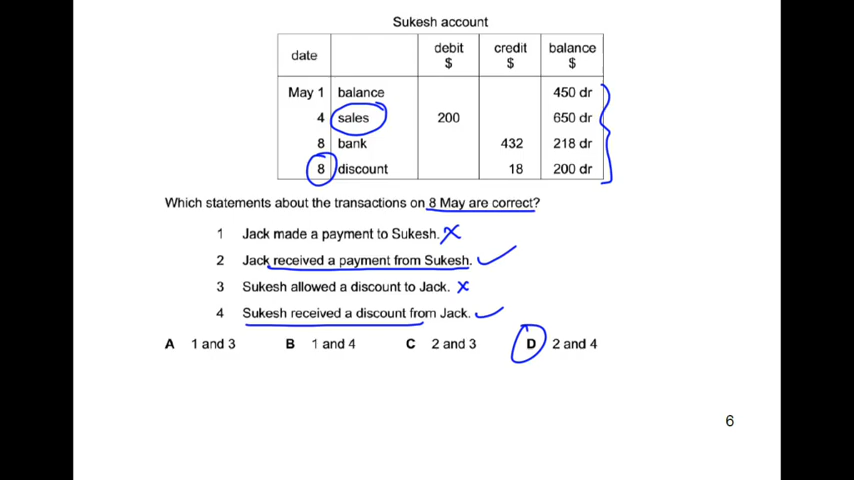 Sukesh account
date debit $ credit $ balance $
May 1 balance 450 dr
4 sales 200 650 dr
8 bank 432 218 dr
8 discount 18 200 dr
Which statements about the transactions on 8 May are correct?
1 Jack made a payment to Sukesh.
2 Jack received a payment from Sukesh.
3 Sukesh allowed a discount to Jack.
4 Sukesh received a discount from Jack.
A 1 and 3 B 1 and 4 C 2 and 3 D 2 and 4
6